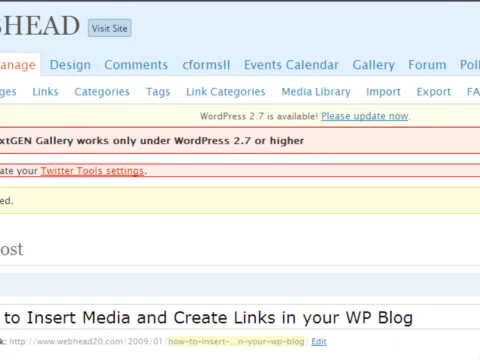 BHEAD Visit Site
anage Design Comments cformsII Events Calendar Gallery Forum Poll
ges Links Categories Tags Link Categories Media Library Import Export FA
WordPress 2.7 is available! Please update now.
xtGEN Gallery works only under WordPress 2.7 or higher
ate your Twitter Tools settings.
ed.
ost
to Insert Media and Create Links in your WP Blog
k: http://www.webhead20.com/2009/01/how-to-insert-...n-your-wp-blog/ Edit